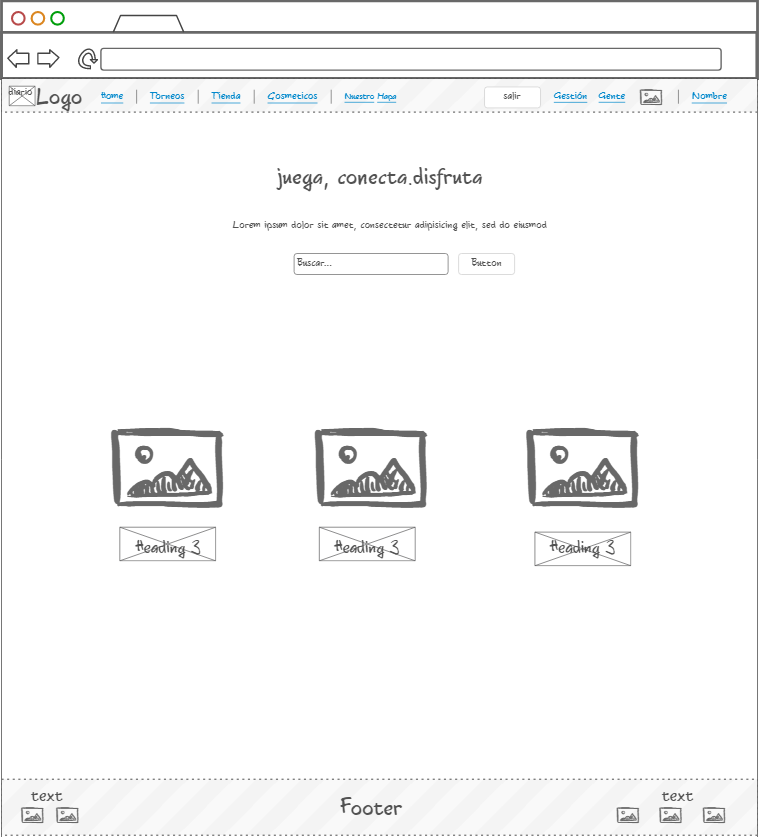 diario Logo Home | Torneos | Tienda | Cosmeticos | Nuestro Mapa salir Gestión Gente | Nombre
juega, conecta.disfruta
Lorem ipsum dolor sit amet, consectetur adipisicing elit, sed do eiusmod
Buscar... Button
Heading 3 Heading 3 Heading 3
text Footer text